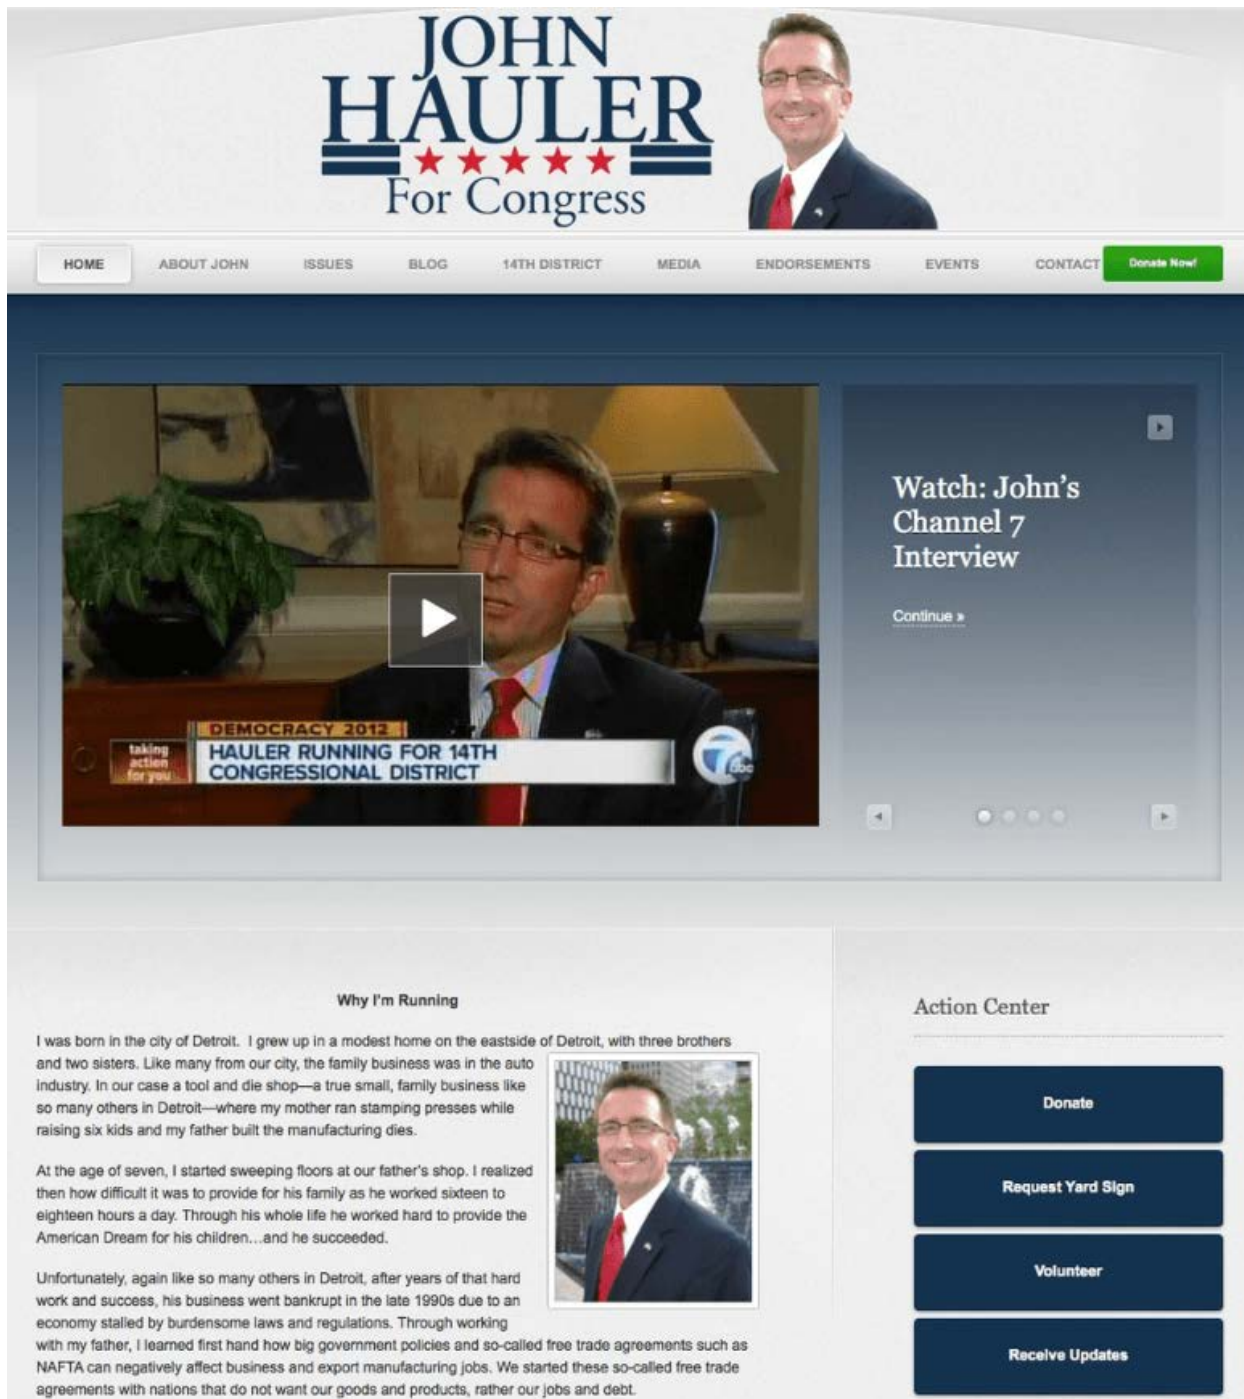 JOHN
HAULER
For Congress
HOME ABOUT JOHN ISSUES BLOG 14TH DISTRICT MEDIA ENDORSEMENTS EVENTS CONTACT Donate Now!
DEMOCRACY 2012
taking
action
for you
HAULER RUNNING FOR 14TH
CONGRESSIONAL DISTRICT
7 abc
Watch: John's
Channel 7
Interview
Continue »
Why I'm Running
I was born in the city of Detroit.  I grew up in a modest home on the eastside of Detroit, with three brothers
and two sisters. Like many from our city, the family business was in the auto
industry. In our case a tool and die shop—a true small, family business like
so many others in Detroit—where my mother ran stamping presses while
raising six kids and my father built the manufacturing dies.
At the age of seven, I started sweeping floors at our father's shop. I realized
then how difficult it was to provide for his family as he worked sixteen to
eighteen hours a day. Through his whole life he worked hard to provide the
American Dream for his children…and he succeeded.
Unfortunately, again like so many others in Detroit, after years of that hard
work and success, his business went bankrupt in the late 1990s due to an
economy stalled by burdensome laws and regulations. Through working
with my father, I learned first hand how big government policies and so-called free trade agreements such as
NAFTA can negatively affect business and export manufacturing jobs. We started these so-called free trade
agreements with nations that do not want our goods and products, rather our jobs and debt.
Action Center
Donate
Request Yard Sign
Volunteer
Receive Updates